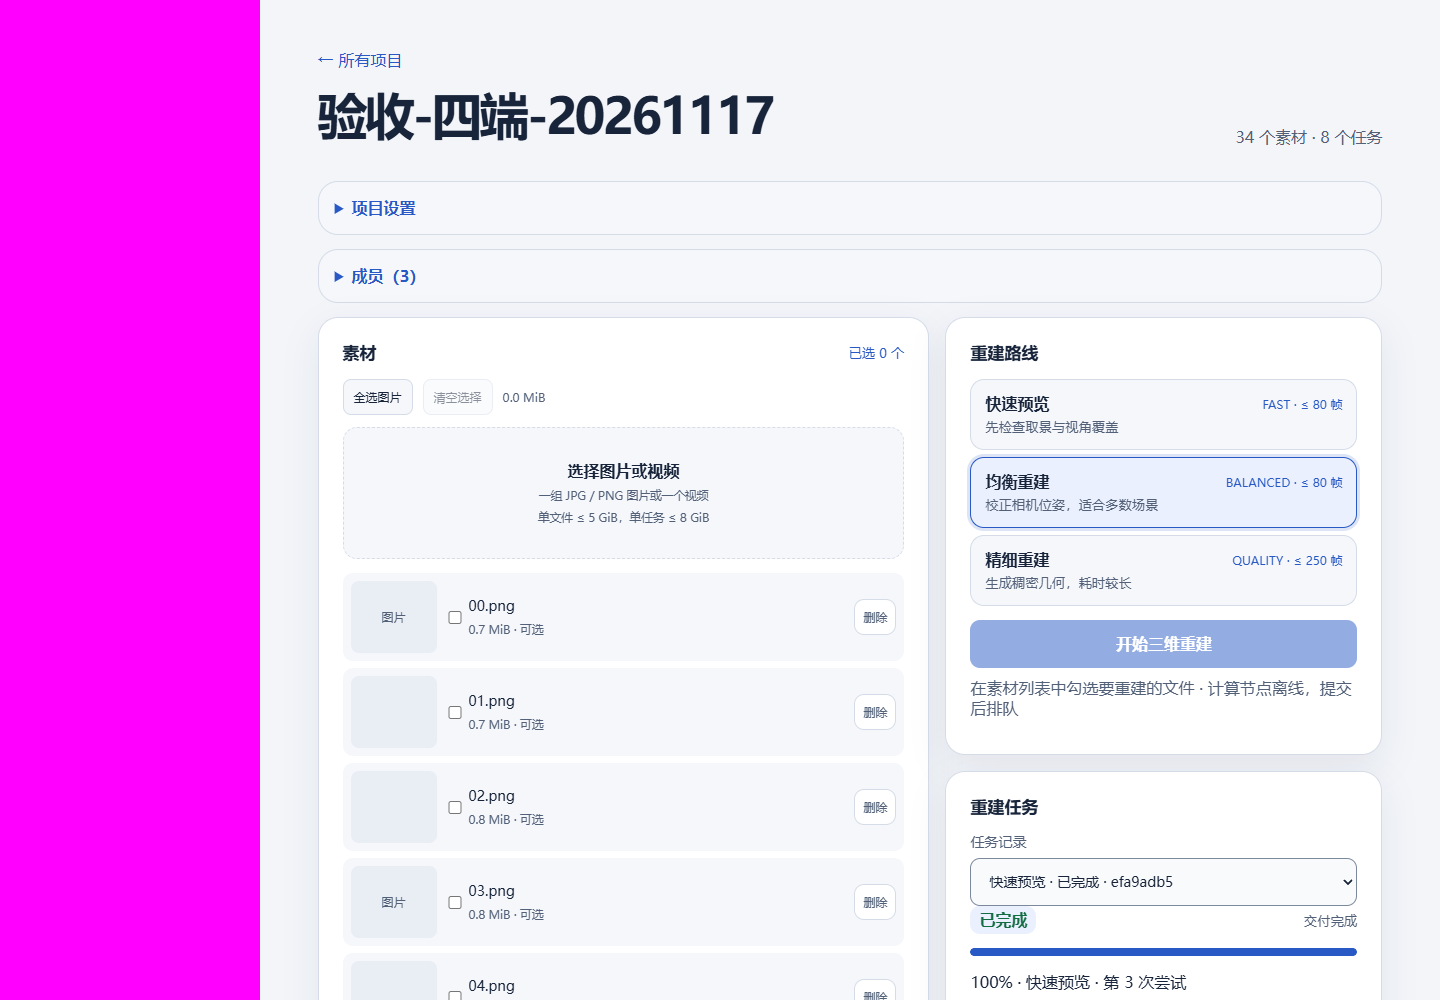 ← 所有项目
验收-四端-20261117
34 个素材 · 8 个任务
▶ 项目设置
▶ 成员（3）
素材
已选 0 个
全选图片
清空选择
0.0 MiB
选择图片或视频
一组 JPG / PNG 图片或一个视频
单文件 ≤ 5 GiB，单任务 ≤ 8 GiB
图片
00.png
0.7 MiB · 可选
删除
01.png
0.7 MiB · 可选
删除
02.png
0.8 MiB · 可选
删除
图片
03.png
0.8 MiB · 可选
删除
04.png
删除
重建路线
快速预览
FAST · ≤ 80 帧
先检查取景与视角覆盖
均衡重建
BALANCED · ≤ 80 帧
校正相机位姿，适合多数场景
精细重建
QUALITY · ≤ 250 帧
生成稠密几何，耗时较长
开始三维重建
在素材列表中勾选要重建的文件 · 计算节点离线，提交
后排队
重建任务
任务记录
快速预览 · 已完成 · efa9adb5
已完成
交付完成
100% · 快速预览 · 第 3 次尝试